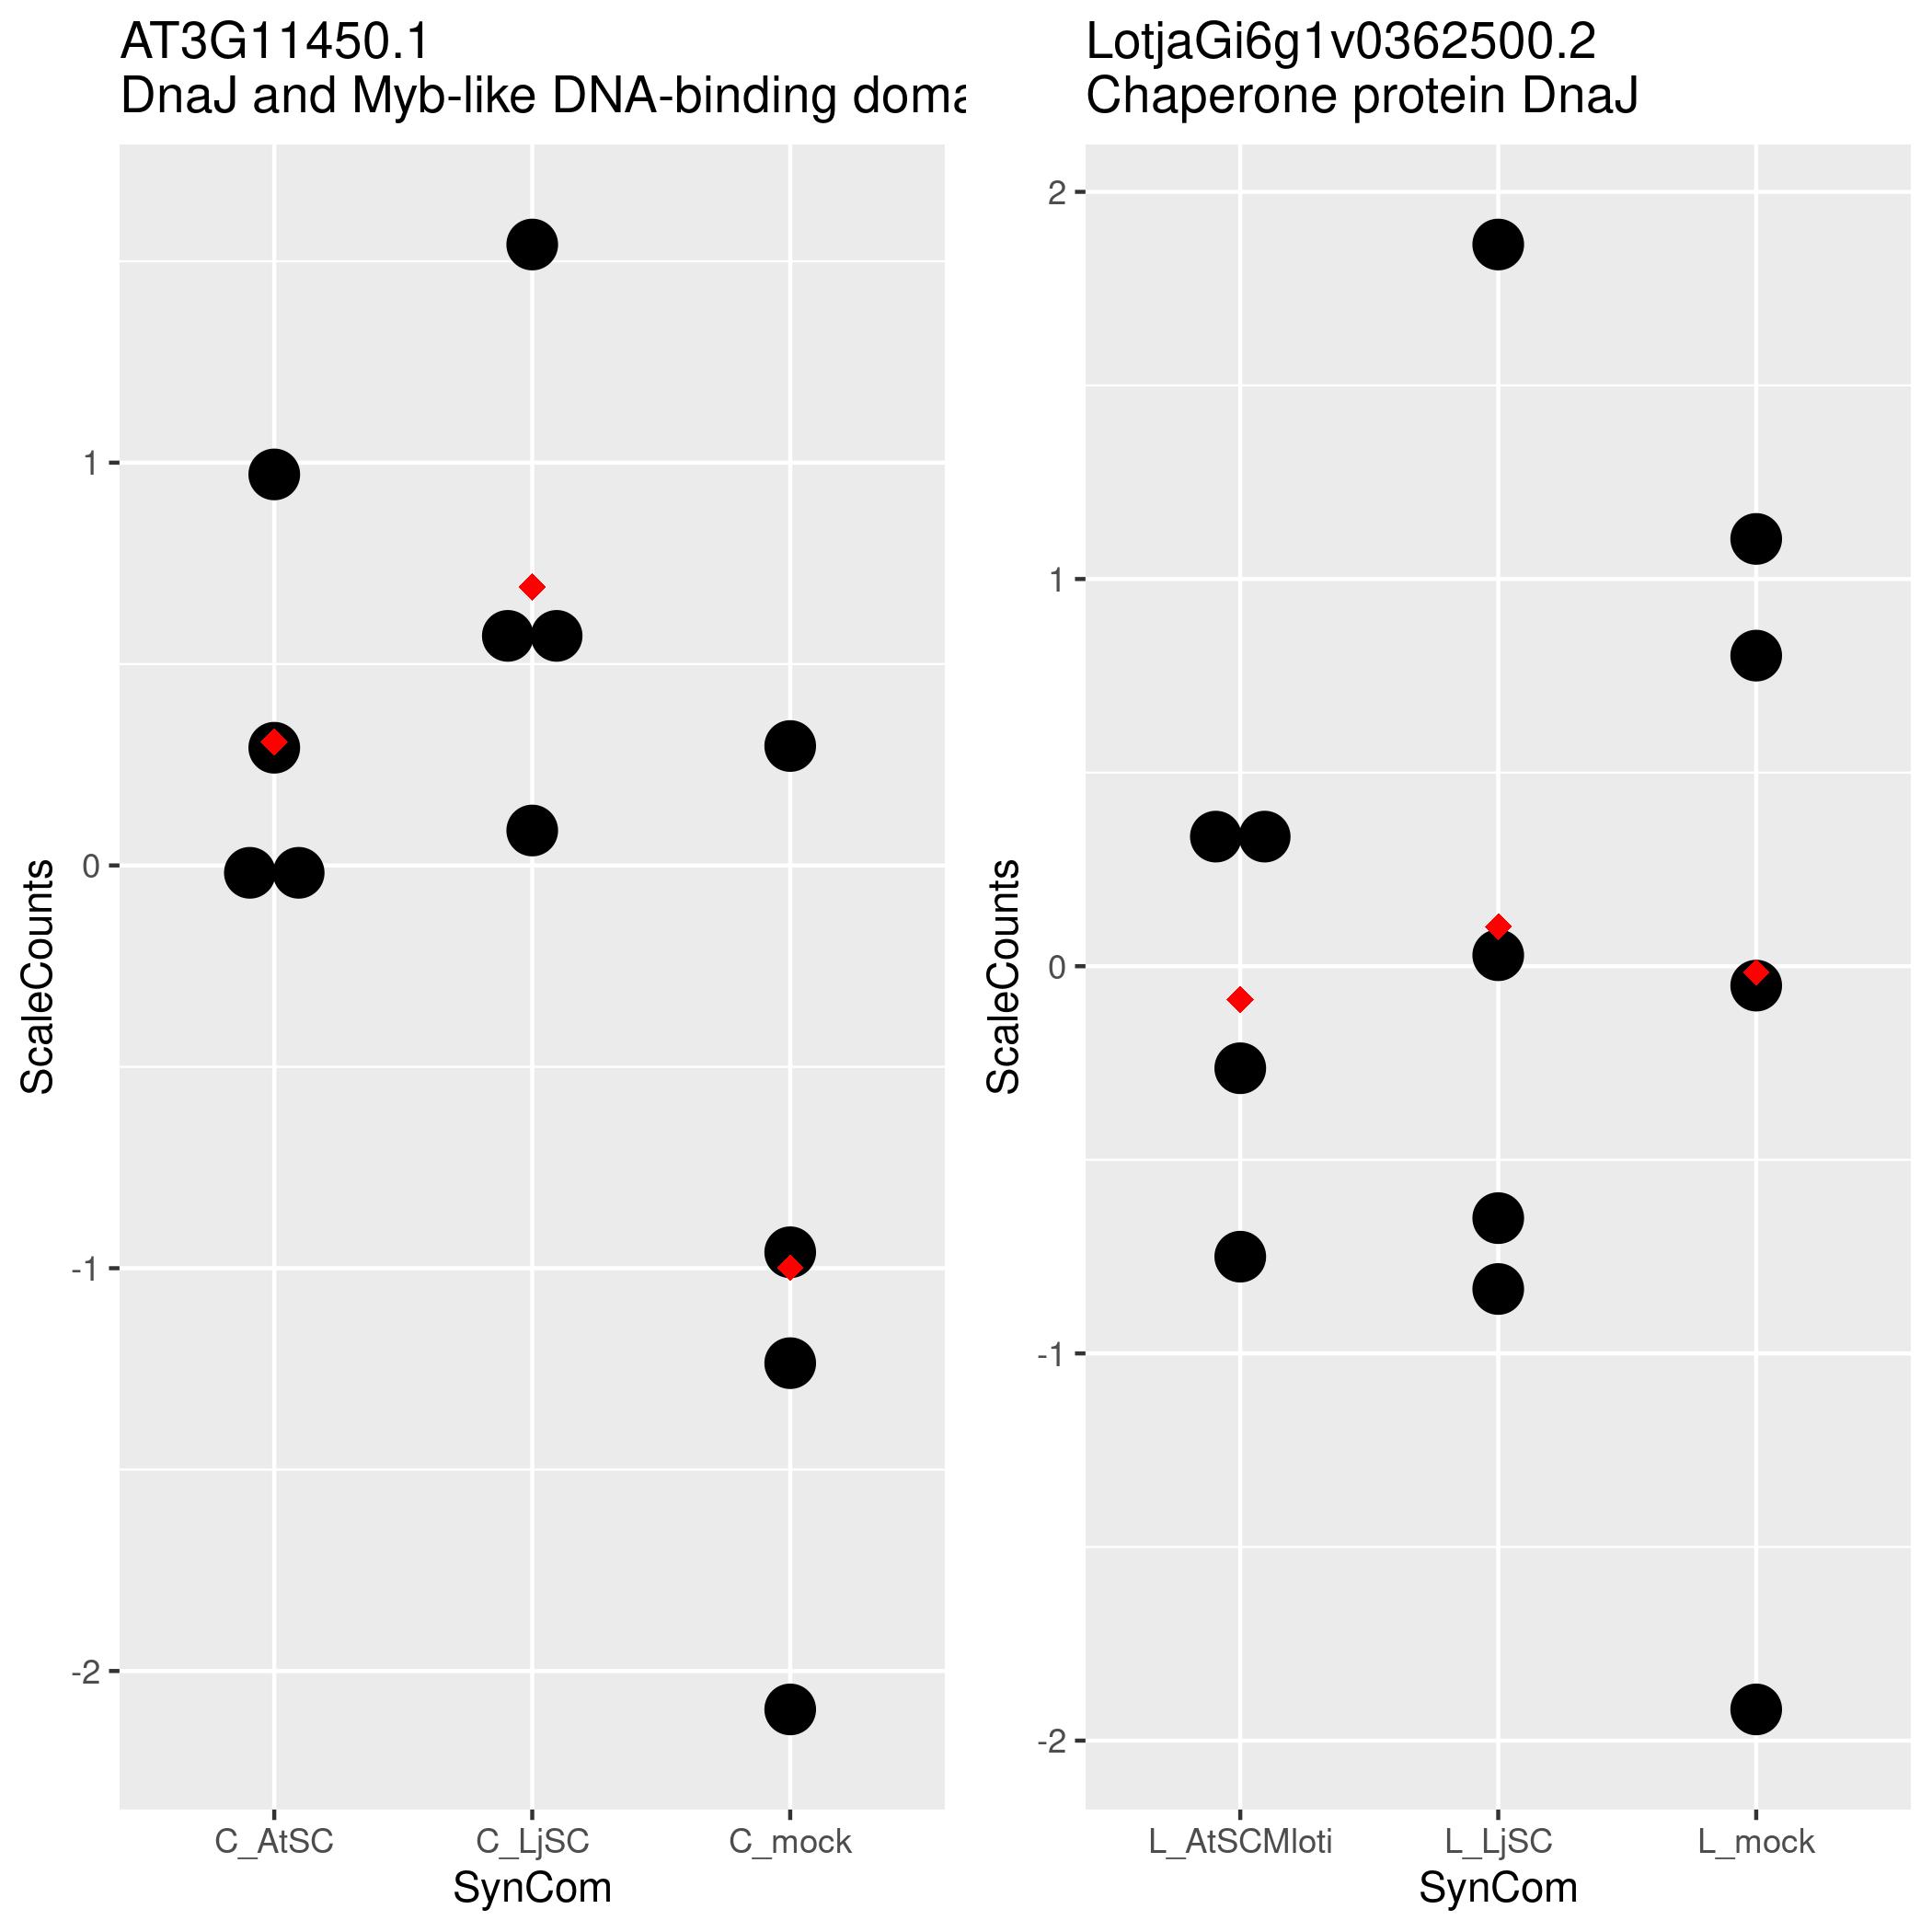 AT3G11450.1
DnaJ and Myb-like DNA-binding
ScaleCounts
1
0
-1
-2
C_AtSC
C_LjSC
C_mock
SynCom
LotjaGi6g1v0362500.2
Chaperone protein DnaJ
ScaleCounts
2
1
0
-1
-2
L_AtSCMloti
L_LjSC
L_mock
SynCom